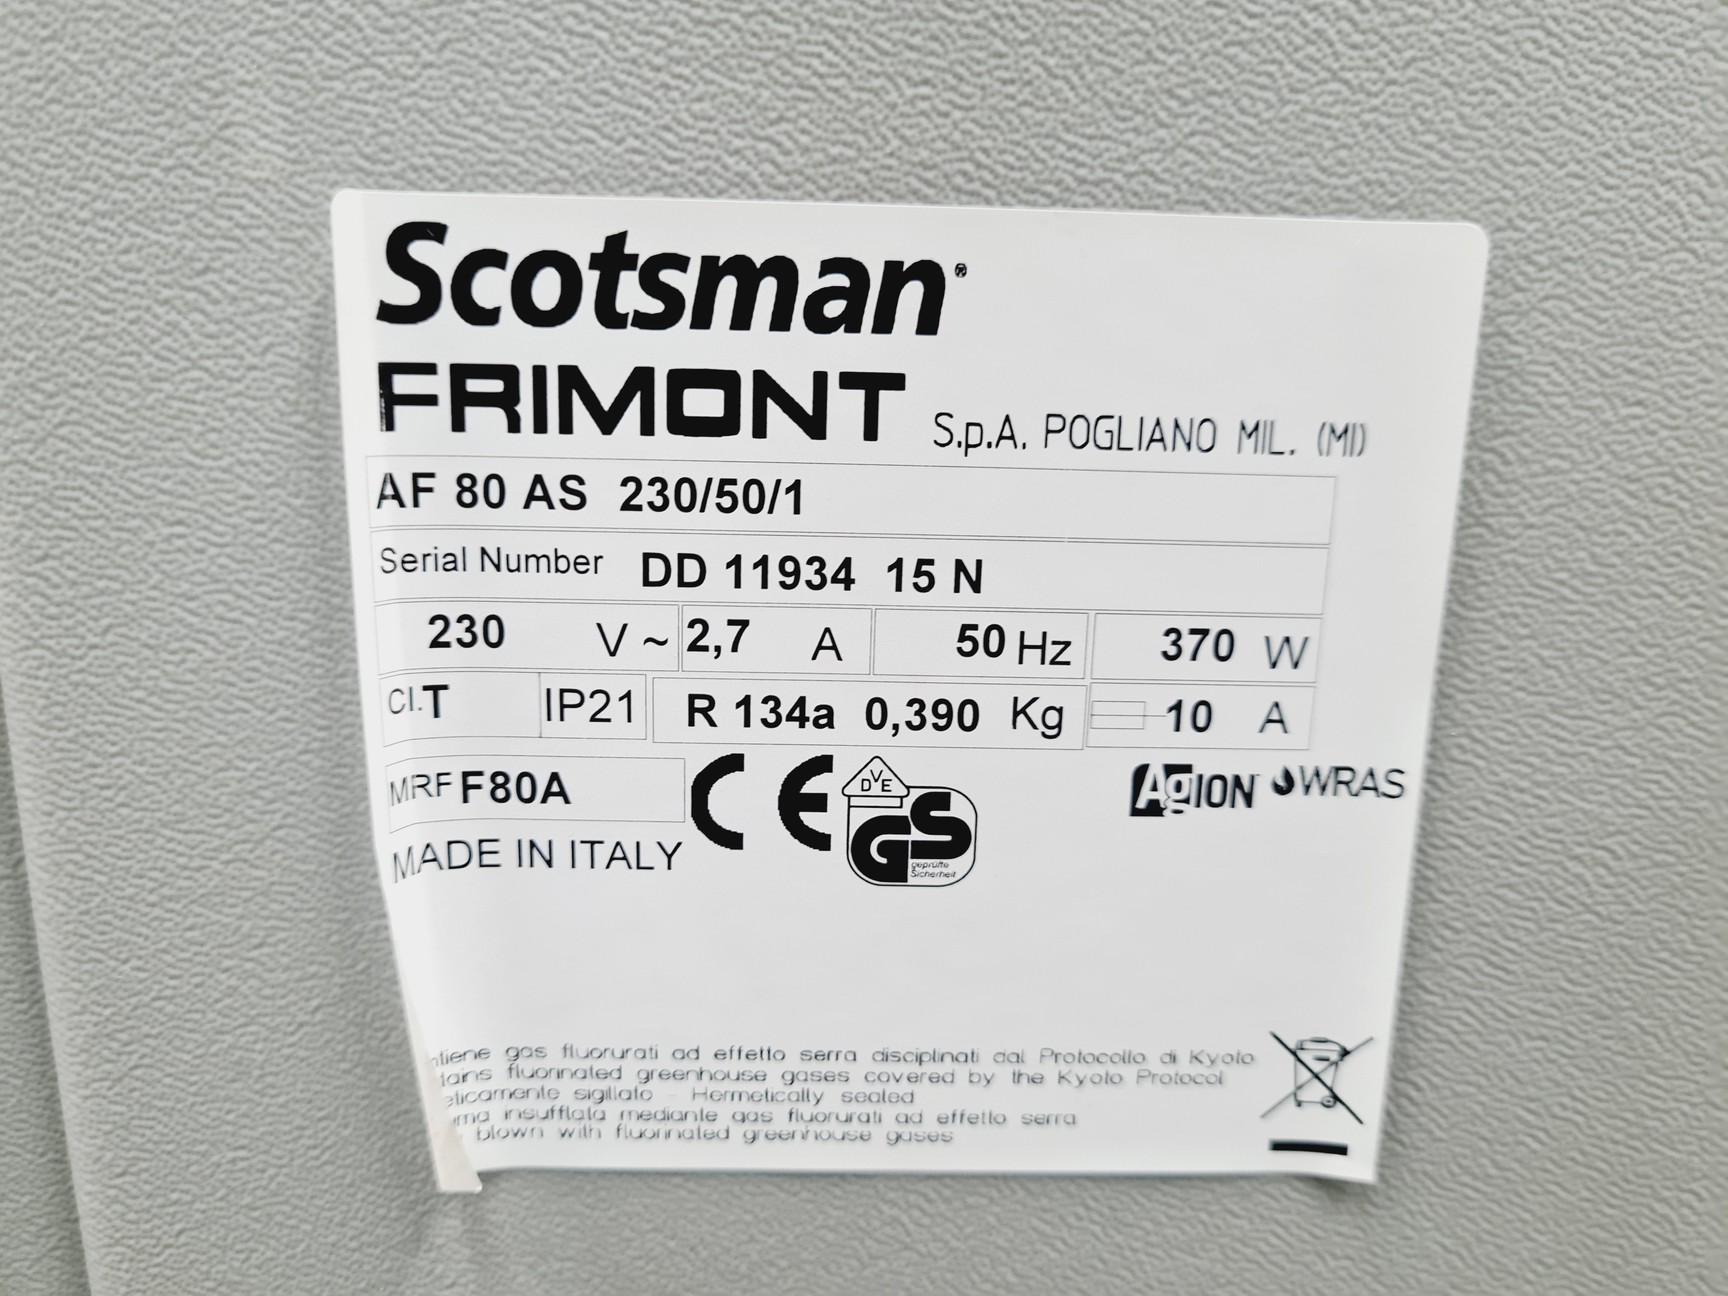 Scotsman®
FRIMONT S.p.A. POGLIANO MIL. (MI)
AF 80 AS 230/50/1
Serial Number DD 11934 15 N
230 V ~ 2,7 A 50 Hz 370 W
Cl.T IP21 R 134a 0,390 Kg 10 A
MRF F80A CE DVE GS geprüfte Sicherheit AgION WRAS
MADE IN ITALY
gas fluorurati ad effetto serra disciplinati dal Protocollo di Kyoto
fluorinated greenhouse gases covered by the Kyoto Protocol
sigillato - Hermetically sealed
insufflata mediante gas fluorurati ad effetto serra
blown with fluorinated greenhouse gases